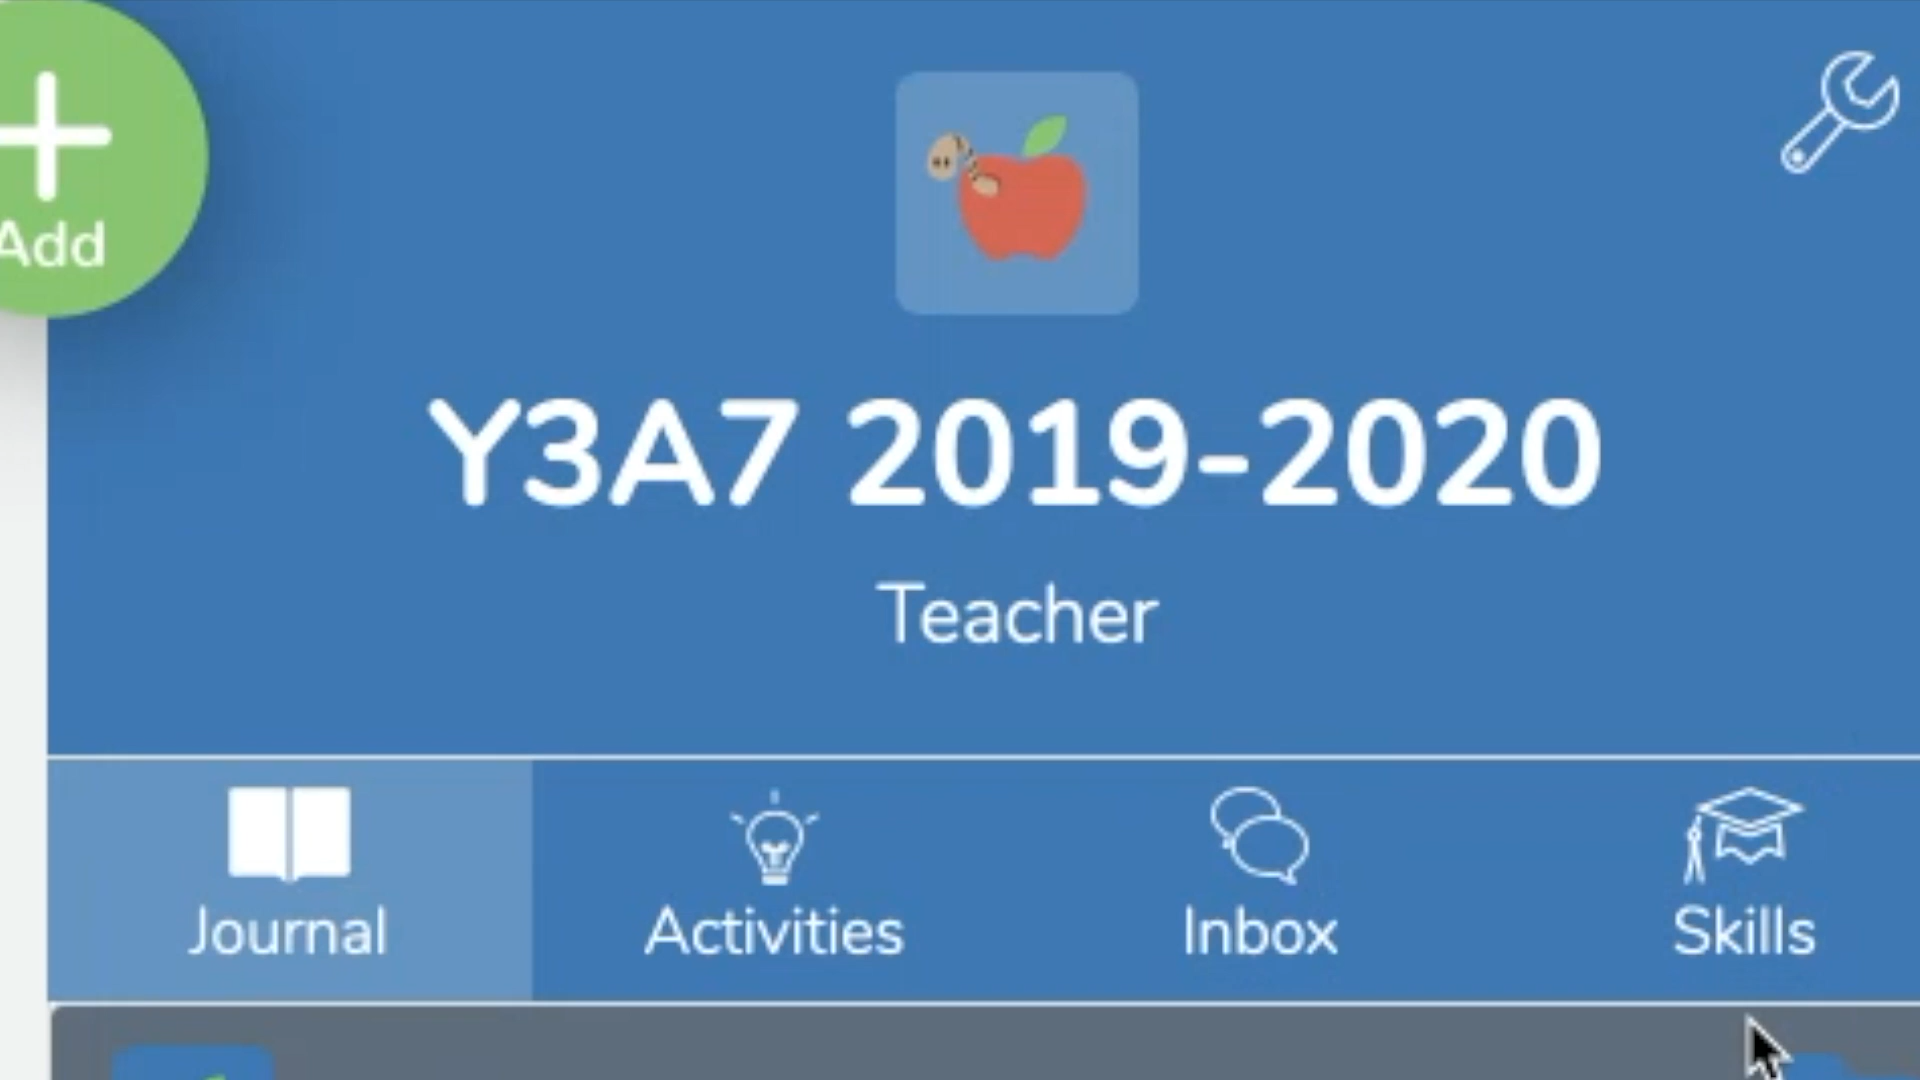 Add
Y3A7 2019-2020
Teacher
Journal
Activities
Inbox
Skills